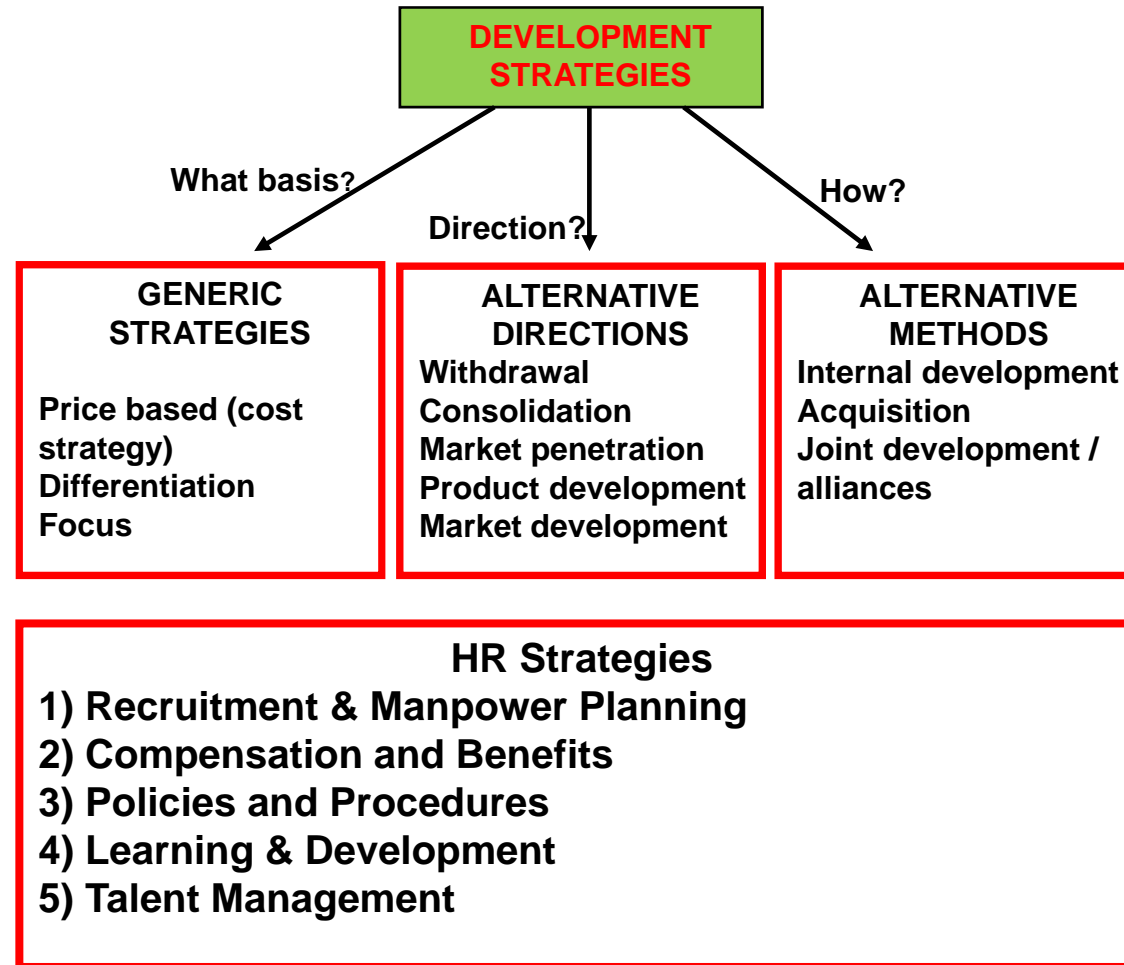 DEVELOPMENT
STRATEGIES
What basis?
Direction?
How?
GENERIC
STRATEGIES
Price based (cost
strategy)
Differentiation
Focus
ALTERNATIVE
DIRECTIONS
Withdrawal
Consolidation
Market penetration
Product development
Market development
ALTERNATIVE
METHODS
Internal development
Acquisition
Joint development /
alliances
HR Strategies
1) Recruitment & Manpower Planning
2) Compensation and Benefits
3) Policies and Procedures
4) Learning & Development
5) Talent Management